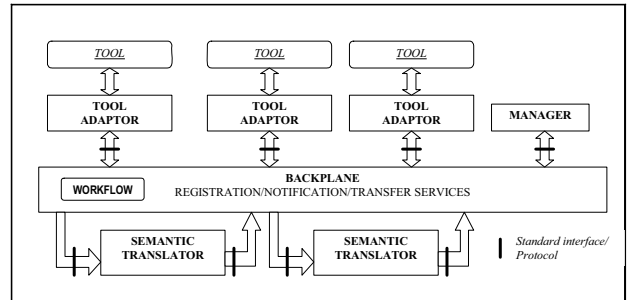 TOOL
TOOL
TOOL
TOOL
ADAPTOR
TOOL
ADAPTOR
TOOL
ADAPTOR
MANAGER
BACKPLANE
WORKFLOW
REGISTRATION/NOTIFICATION/TRANSFER SERVICES
SEMANTIC
TRANSLATOR
SEMANTIC
TRANSLATOR
Standard interface/
Protocol